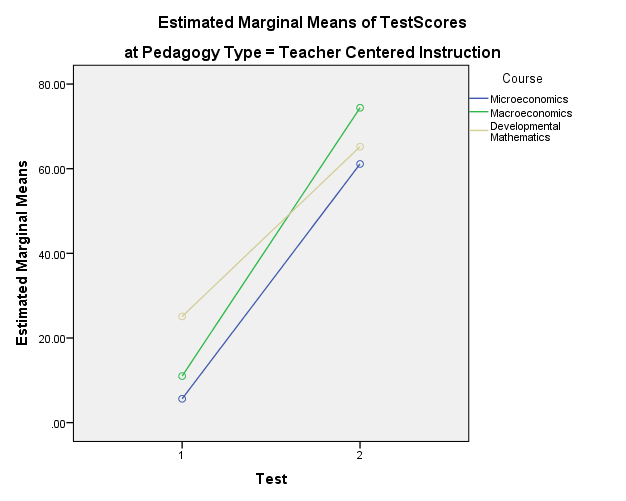 Estimated Marginal Means of TestScores
at Pedagogy Type = Teacher Centered Instruction
Course
Microeconomics
Macroeconomics
Developmental
Mathematics
Estimated Marginal Means
80.00
60.00
40.00
20.00
.00
1
2
Test